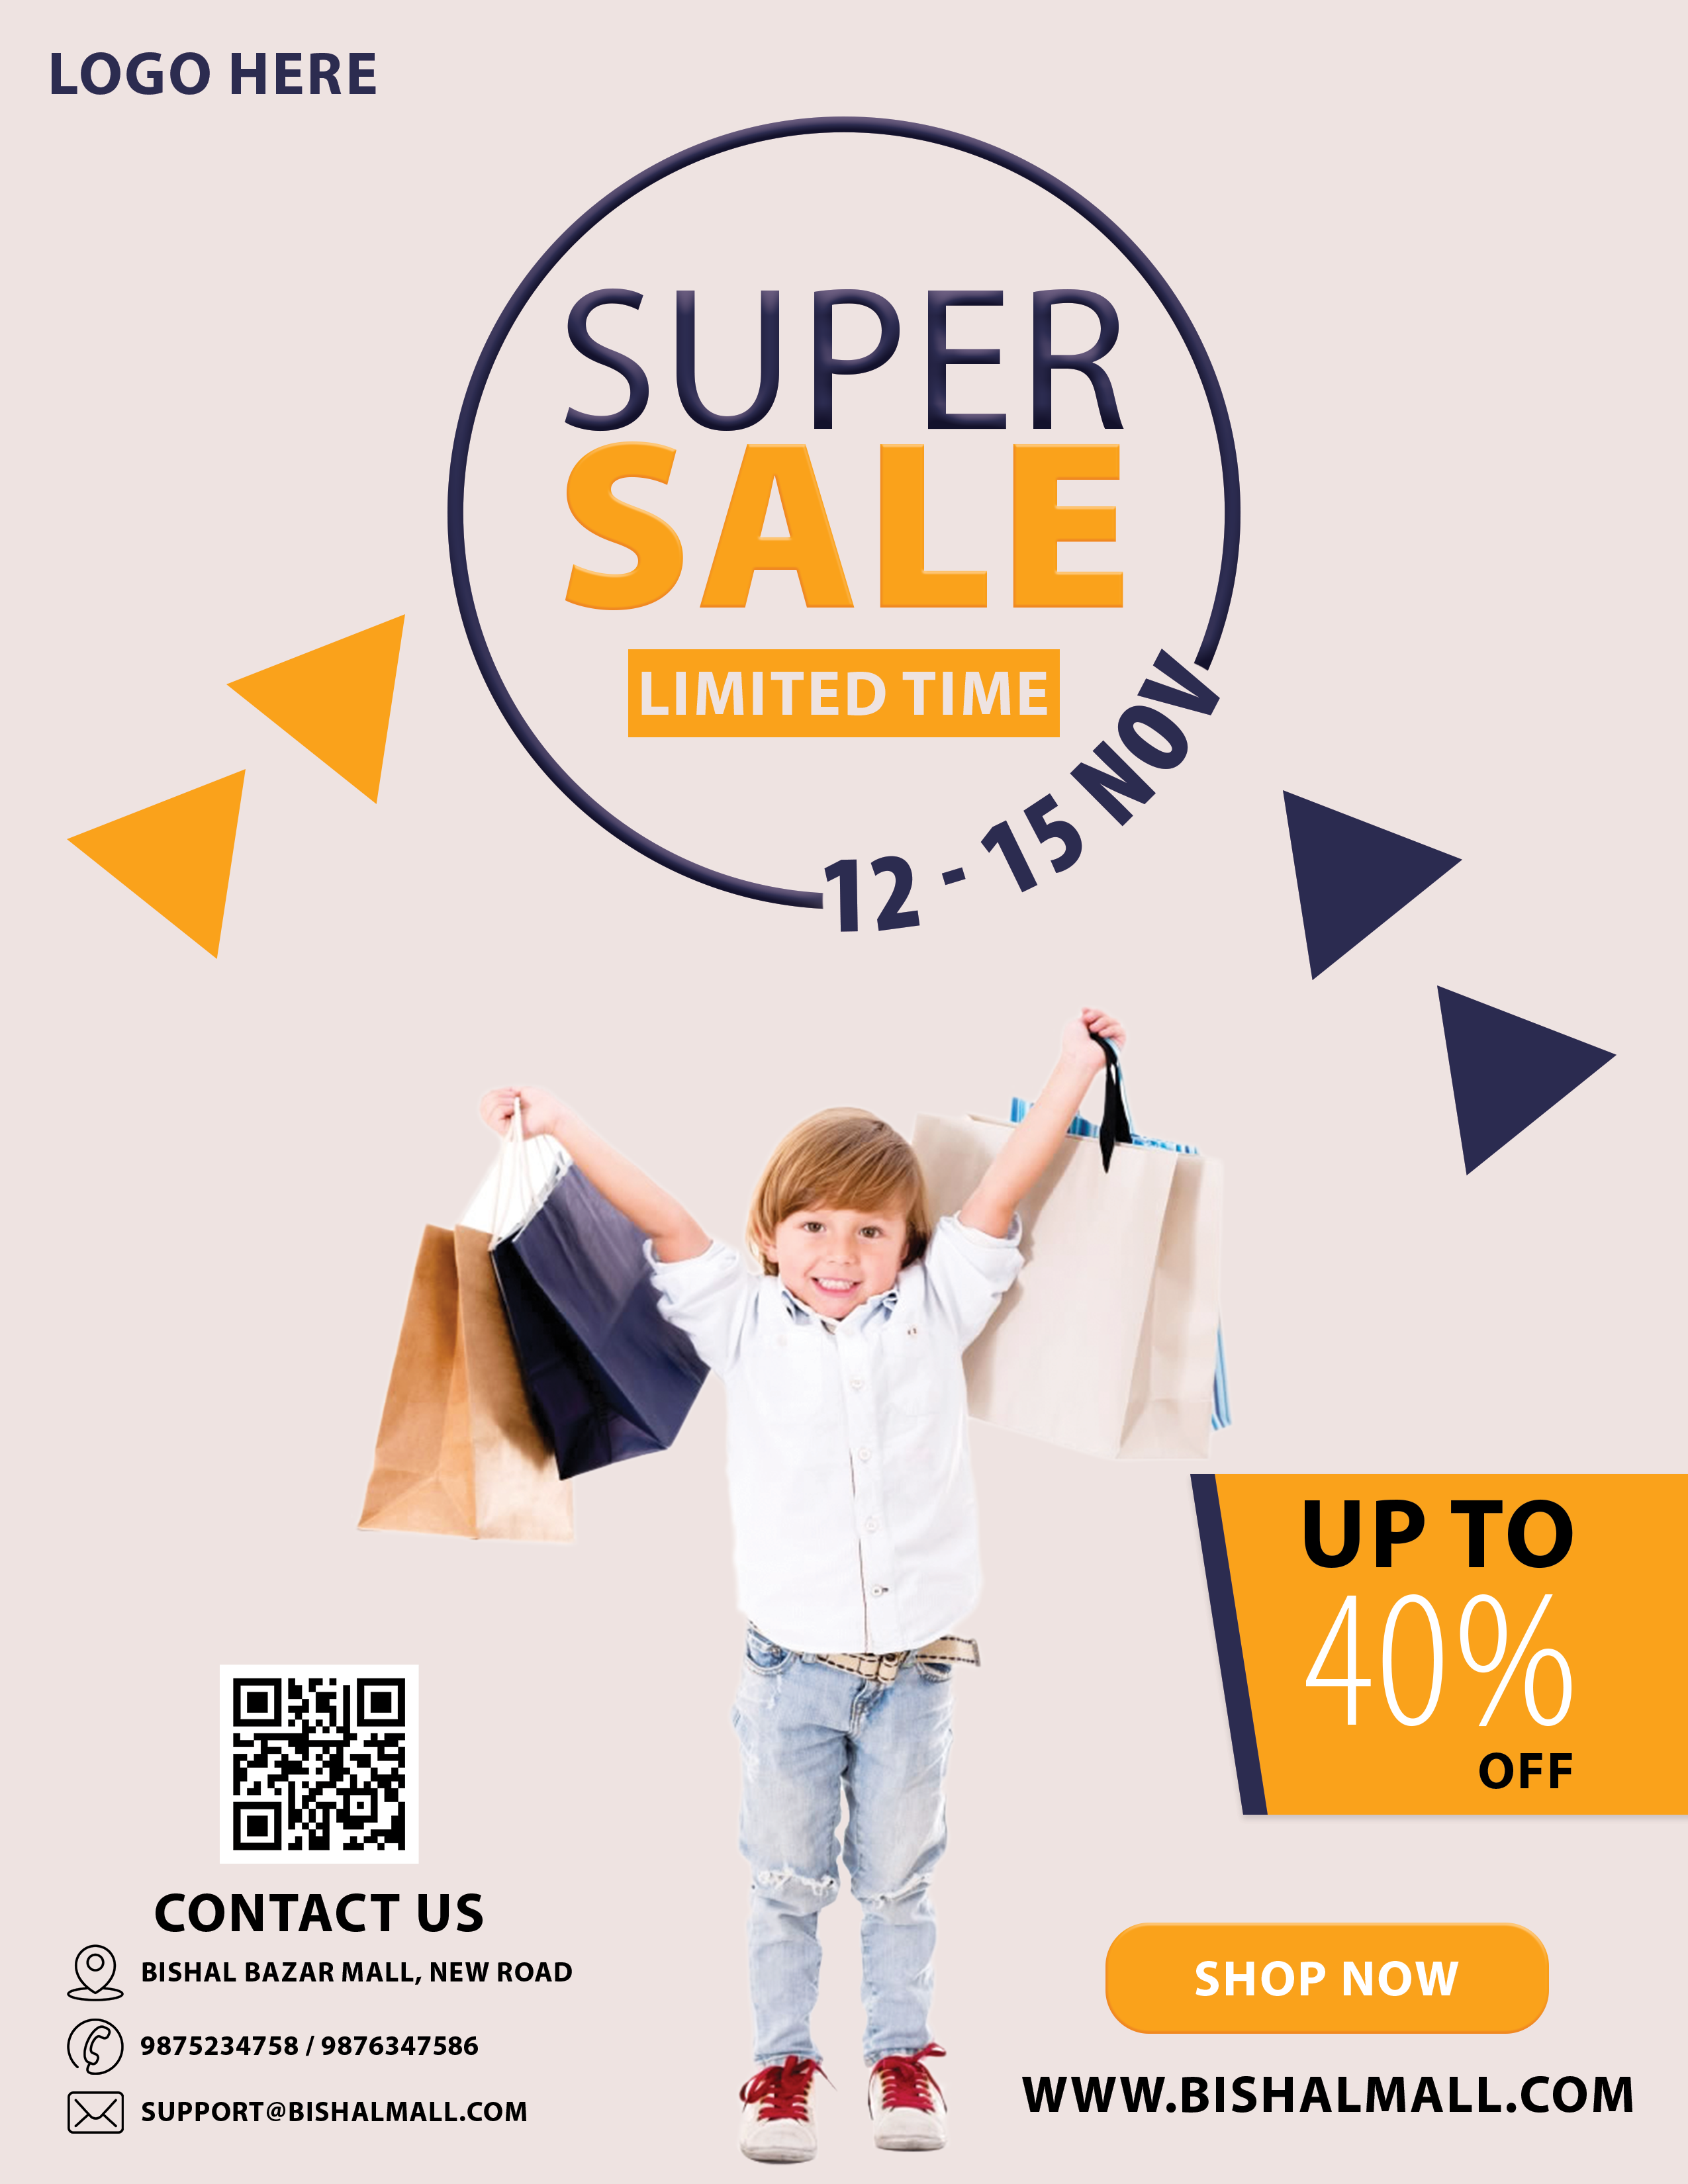 LOGO HERE
SUPER
SALE
LIMITED TIME
12 - 15 NOV
UP TO
40%
OFF
CONTACT US
BISHAL BAZAR MALL, NEW ROAD
9875234758 / 9876347586
SUPPORT@BISHALMALL.COM
SHOP NOW
WWW.BISHALMALL.COM